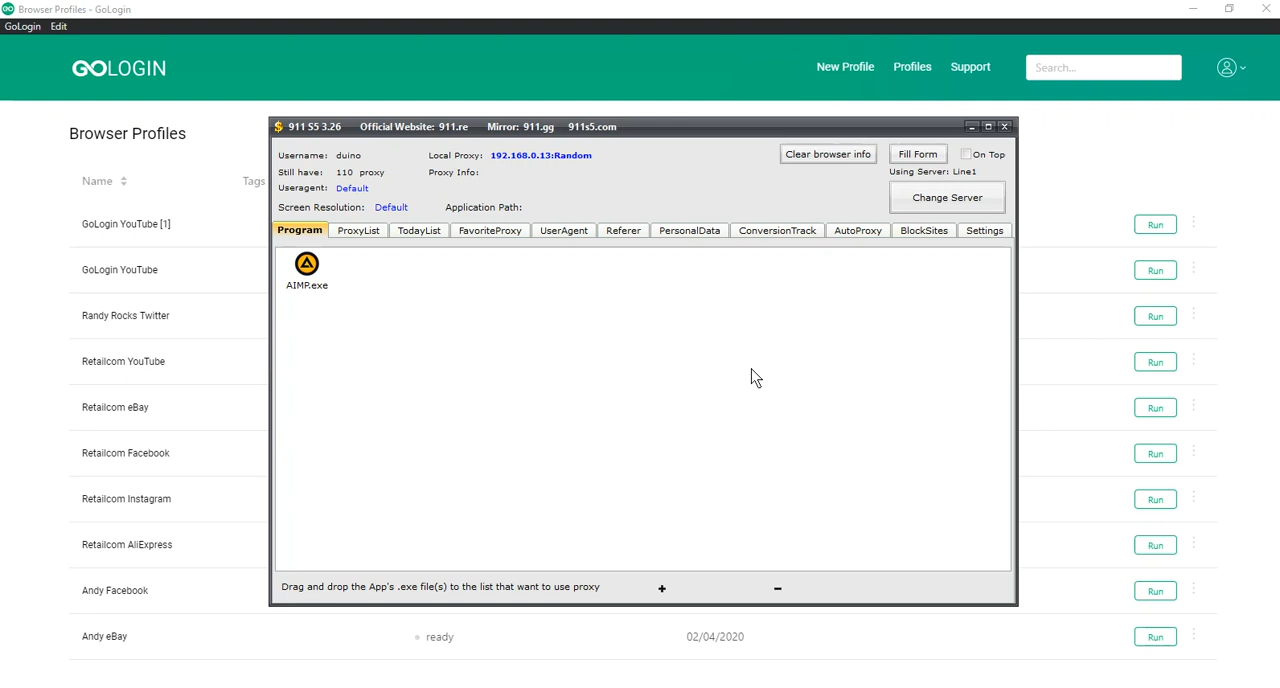 Browser Profiles - GoLogin
GoLogin Edit
GOLOGIN New Profile Profiles Support Search...
Browser Profiles
Name Tags
GoLogin YouTube [1] Run
GoLogin YouTube Run
Randy Rocks Twitter Run
Retailcom YouTube Run
Retailcom eBay Run
Retailcom Facebook Run
Retailcom Instagram Run
Retailcom AliExpress Run
Andy Facebook Run
Andy eBay ready 02/04/2020 Run
$ 911 S5 3.26 Official Website: 911.re Mirror: 911.gg 911s5.com
Username: duino Local Proxy: 192.168.0.13:Random Clear browser info Fill Form On Top
Still have: 110 proxy Proxy Info: Using Server: Line1
Useragent: Default Change Server
Screen Resolution: Default Application Path:
Program ProxyList TodayList FavoriteProxy UserAgent Referer PersonalData ConversionTrack AutoProxy BlockSites Settings
AIMP.exe
Drag and drop the App's .exe file(s) to the list that want to use proxy + -